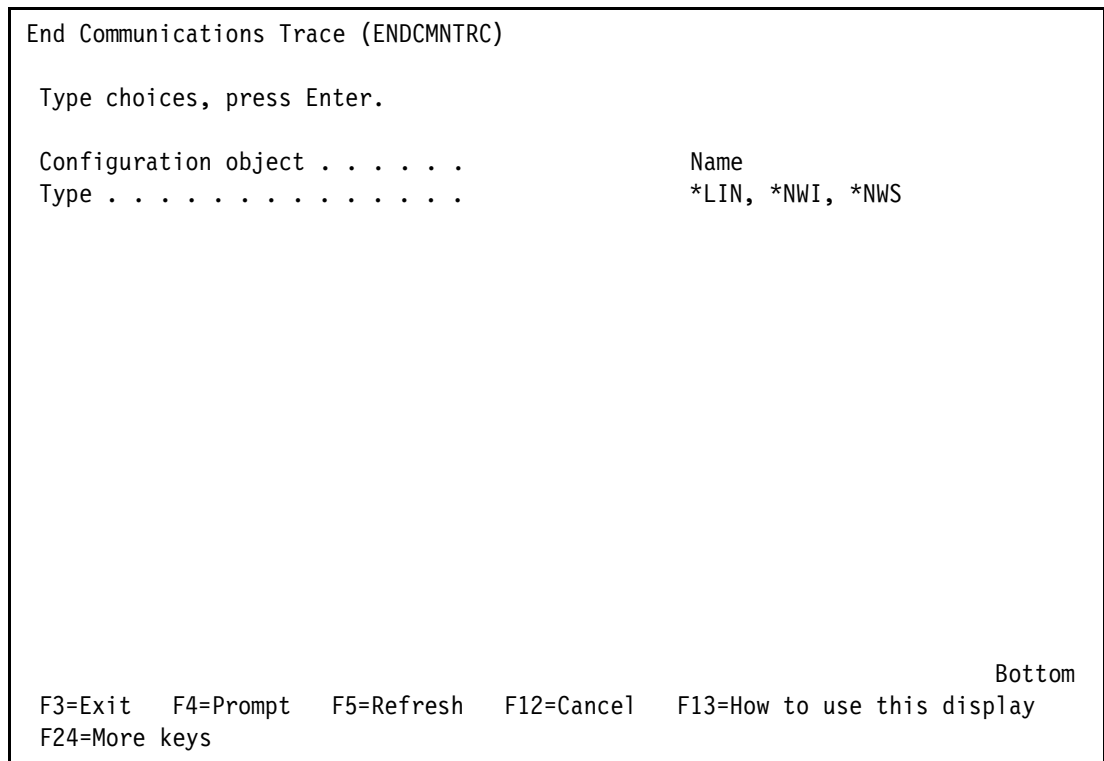 End Communications Trace (ENDCMNTRC)
Type choices, press Enter.
Configuration object . . . . . . Name
Type . . . . . . . . . . . . . . *LIN, *NWI, *NWS
Bottom
F3=Exit F4=Prompt F5=Refresh F12=Cancel F13=How to use this display
F24=More keys